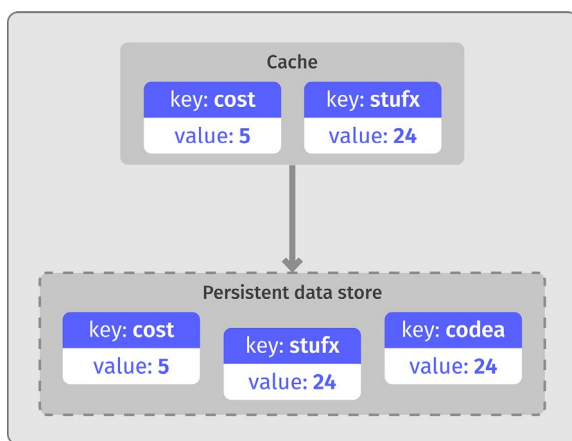 Cache
key: cost
value: 5
key: stufx
value: 24
Persistent data store
key: cost
value: 5
key: stufx
value: 24
key: codea
value: 24